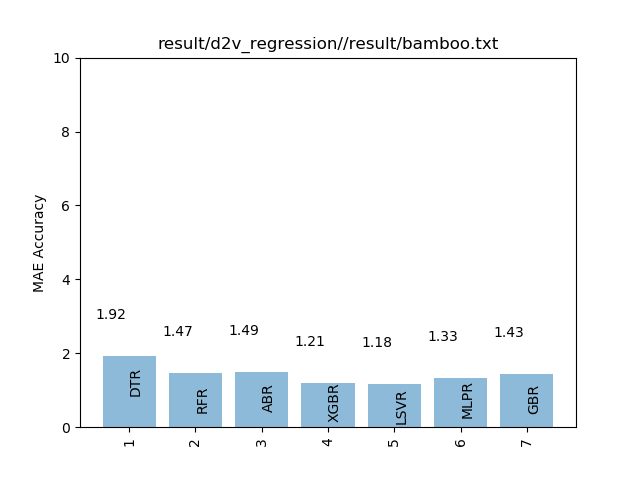 result/d2v_regression//result/bamboo.txt
MAE Accuracy
10
8
6
4
2
0
1.92
1.47
1.49
1.21
1.18
1.33
1.43
DTR
RFR
ABR
XGBR
LSVR
MLPR
GBR
1
2
3
4
5
6
7